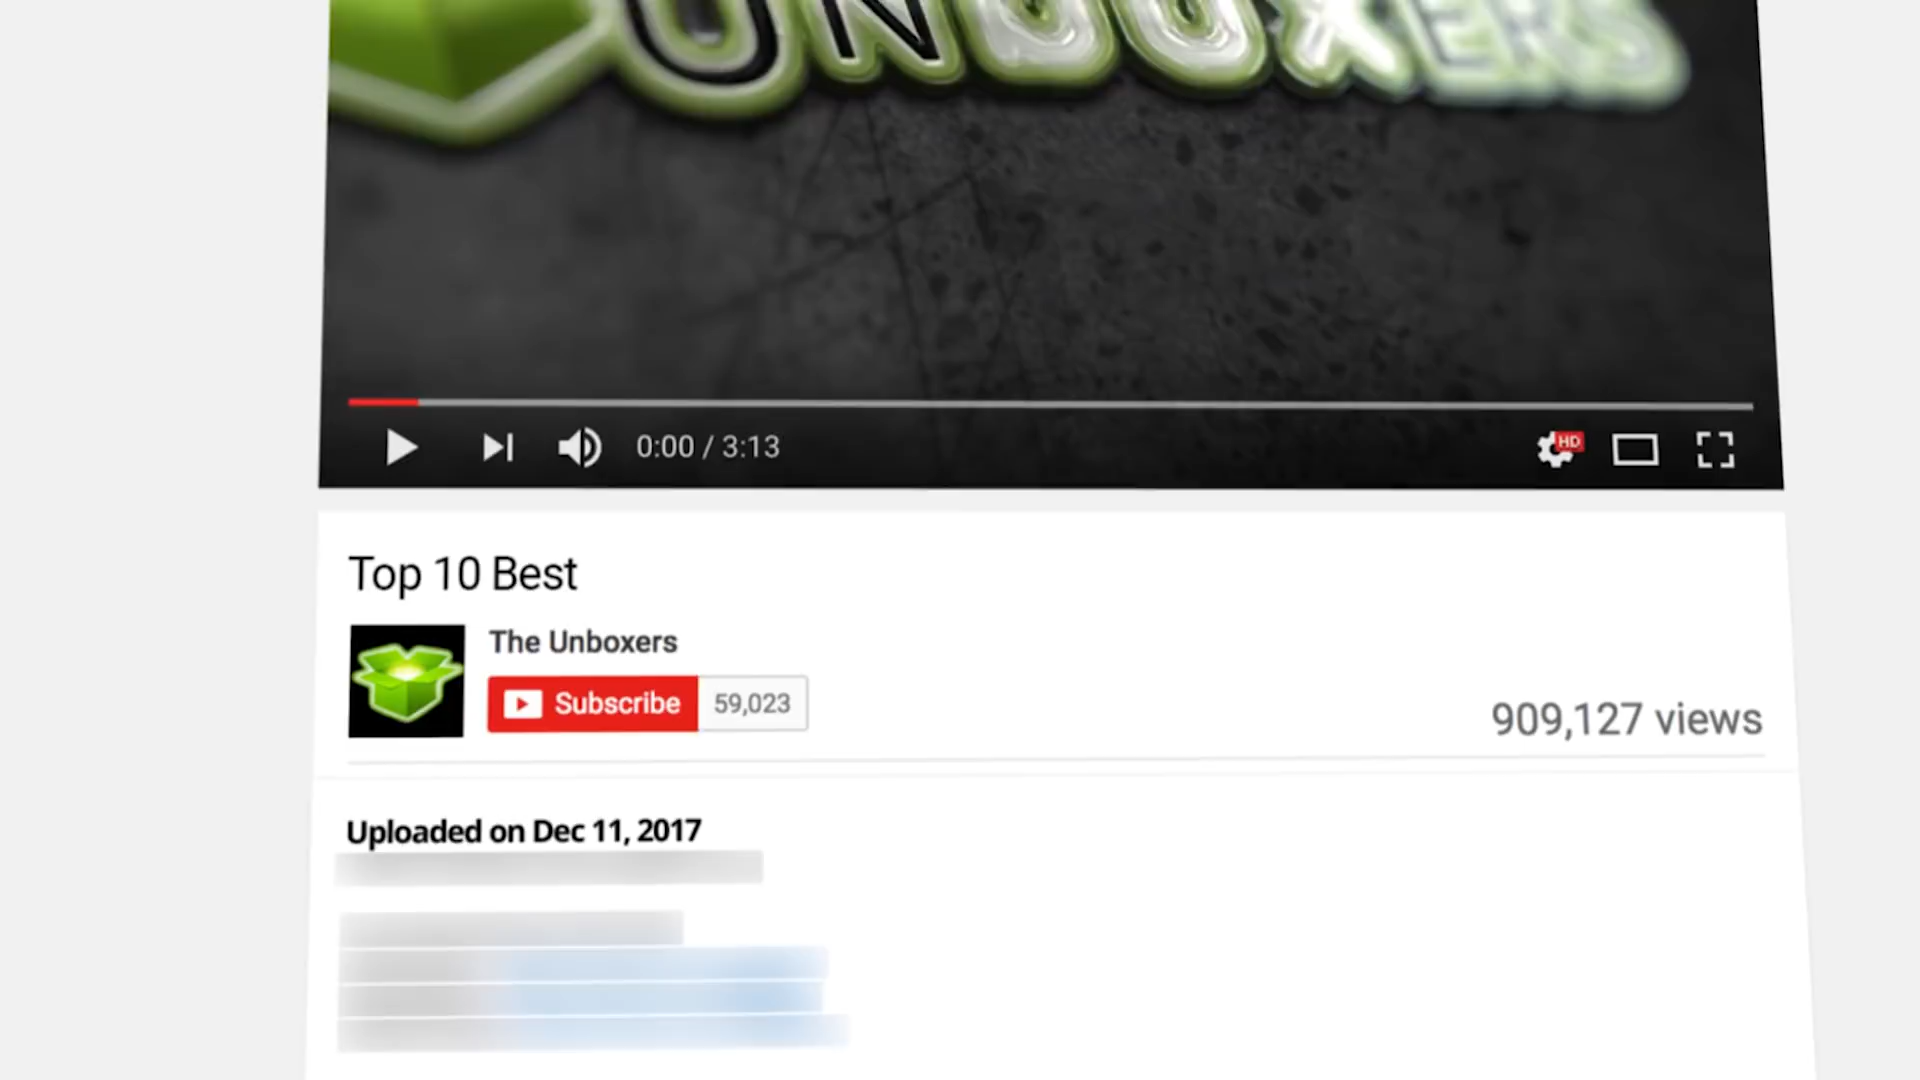 UNBOXERS
0:00 / 3:13
HD
Top 10 Best
The Unboxers
Subscribe 59,023
909,127 views
Uploaded on Dec 11, 2017